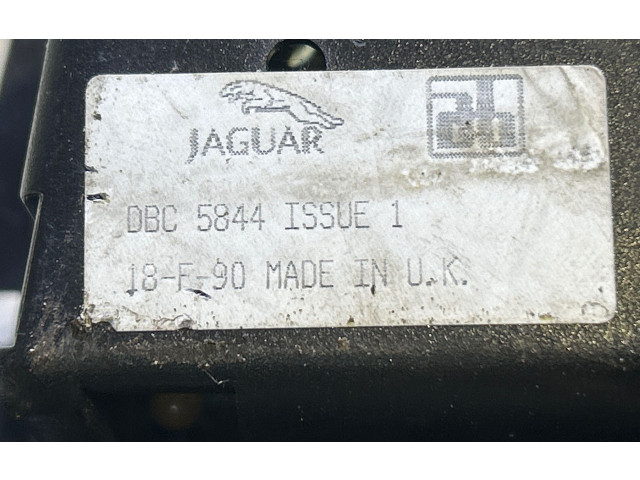 JAGUAR
DBC 5844 ISSUE 1
18-F-90 MADE IN U.K.